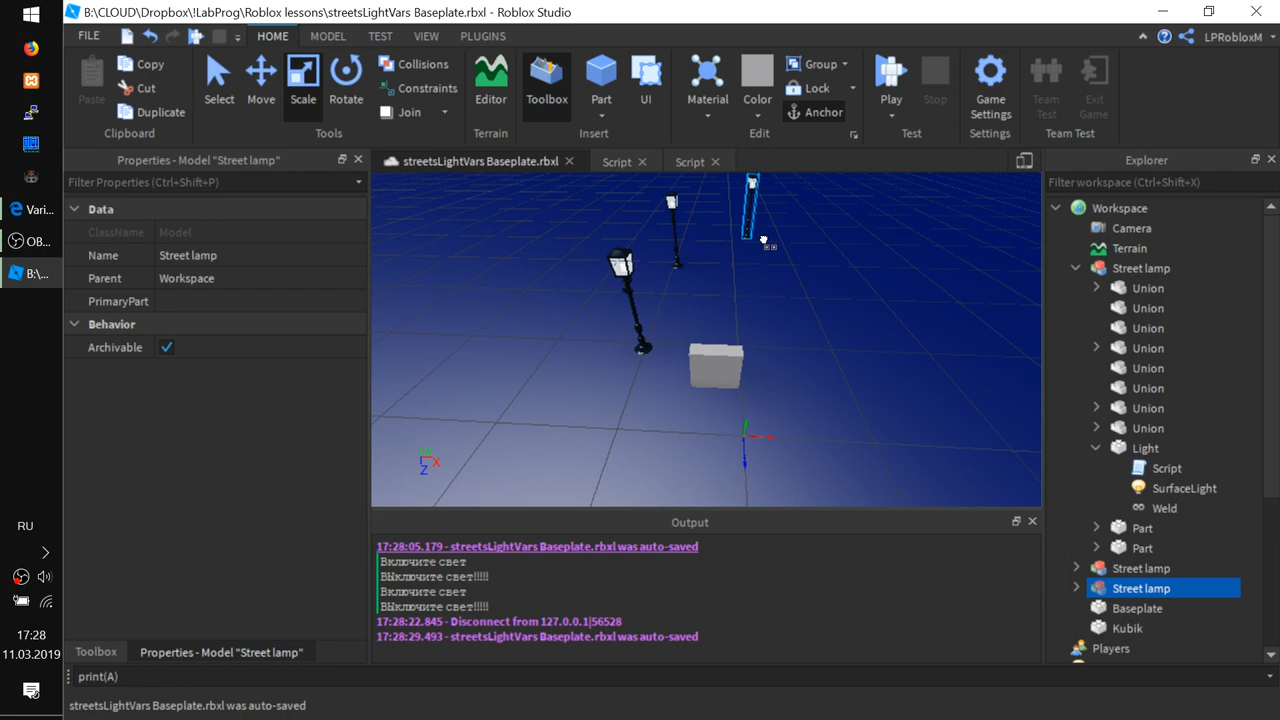 B:\CLOUD\Dropbox\!LabProg\Roblox lessons\streetsLightVars Baseplate.rbxl - Roblox Studio
FILE HOME MODEL TEST VIEW PLUGINS LPRobloxM
Paste Copy Cut Duplicate Clipboard
Select Move Scale Rotate Collisions Constraints Join Tools
Editor Terrain
Toolbox Part UI Insert
Material Color Group Lock Anchor Edit
Play Stop Test
Game Settings Settings
Team Test Exit Game Team Test
Properties - Model "Street lamp"
Filter Properties (Ctrl+Shift+P)
Data
ClassName Model
Name Street lamp
Parent Workspace
PrimaryPart
Behavior
Archivable
Toolbox Properties - Model "Street lamp"
streetsLightVars Baseplate.rbxl Script Script
Y X Z
Output
17:28:05.179 - streetsLightVars Baseplate.rbxl was auto-saved
Включите свет
ВЫключите свет!!!!!
Включите свет
ВЫключите свет!!!!!
17:28:22.845 - Disconnect from 127.0.0.1|56528
17:28:29.493 - streetsLightVars Baseplate.rbxl was auto-saved
Explorer
Filter workspace (Ctrl+Shift+X)
Workspace
Camera
Terrain
Street lamp
Union
Union
Union
Union
Union
Union
Union
Union
Light
Script
SurfaceLight
Weld
Part
Part
Street lamp
Street lamp
Baseplate
Kubik
Players
print(A)
streetsLightVars Baseplate.rbxl was auto-saved
Vari...
OB...
B:\...
RU
17:28
11.03.2019